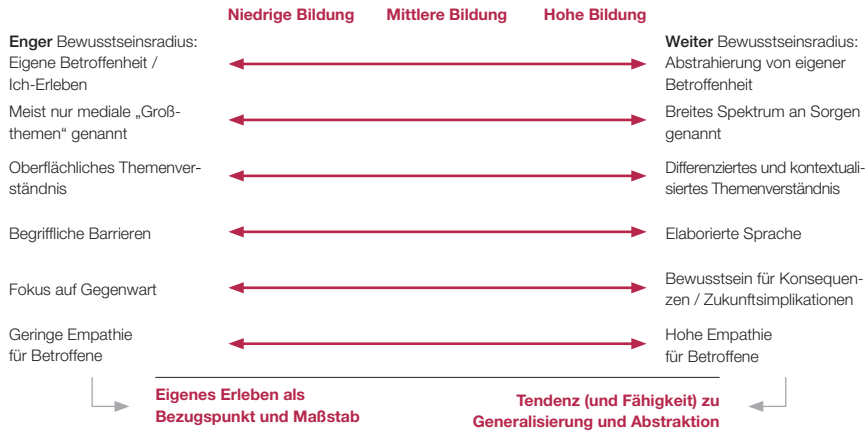 Niedrige Bildung Mittlere Bildung Hohe Bildung
Enger Bewusstseinsradius:
Eigene Betroffenheit /
Ich-Erleben
Weiter Bewusstseinsradius:
Abstrahierung von eigener
Betroffenheit
Meist nur mediale „Groß-
themen“ genannt
Breites Spektrum an Sorgen
genannt
Oberflächliches Themenver-
ständnis
Differenziertes und kontextuali-
siertes Themenverständnis
Begriffliche Barrieren
Elaborierte Sprache
Fokus auf Gegenwart
Bewusstsein für Konsequen-
zen / Zukunftsimplikationen
Geringe Empathie
für Betroffene
Hohe Empathie
für Betroffene
Eigenes Erleben als
Bezugspunkt und Maßstab
Tendenz (und Fähigkeit) zu
Generalisierung und Abstraktion